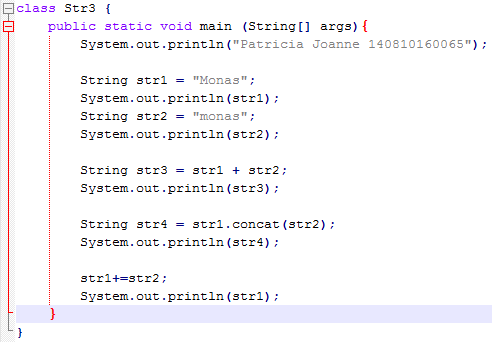 class Str3 {
    public static void main (String[] args){
        System.out.println("Patricia Joanne 140810160065");

        String str1 = "Monas";
        System.out.println(str1);
        String str2 = "monas";
        System.out.println(str2);

        String str3 = str1 + str2;
        System.out.println(str3);

        String str4 = str1.concat(str2);
        System.out.println(str4);

        str1+=str2;
        System.out.println(str1);
    }
}